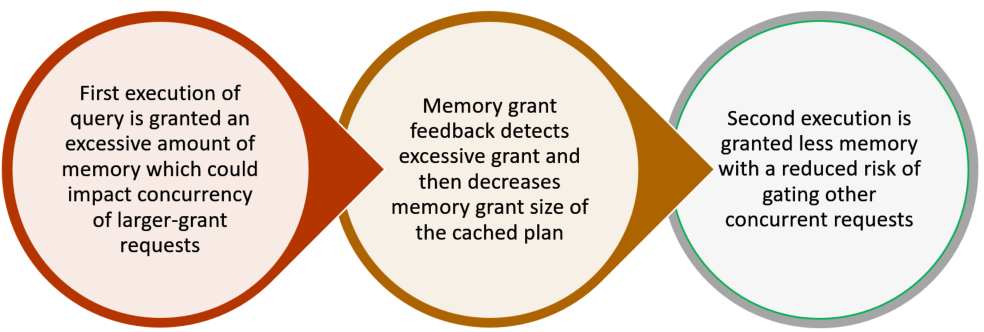 First execution of
query is granted an
excessive amount of
memory which could
impact concurrency
of larger-grant
requests
Memory grant
feedback detects
excessive grant and
then decreases
memory grant size of
the cached plan
Second execution is
granted less memory
with a reduced risk of
gating other
concurrent requests